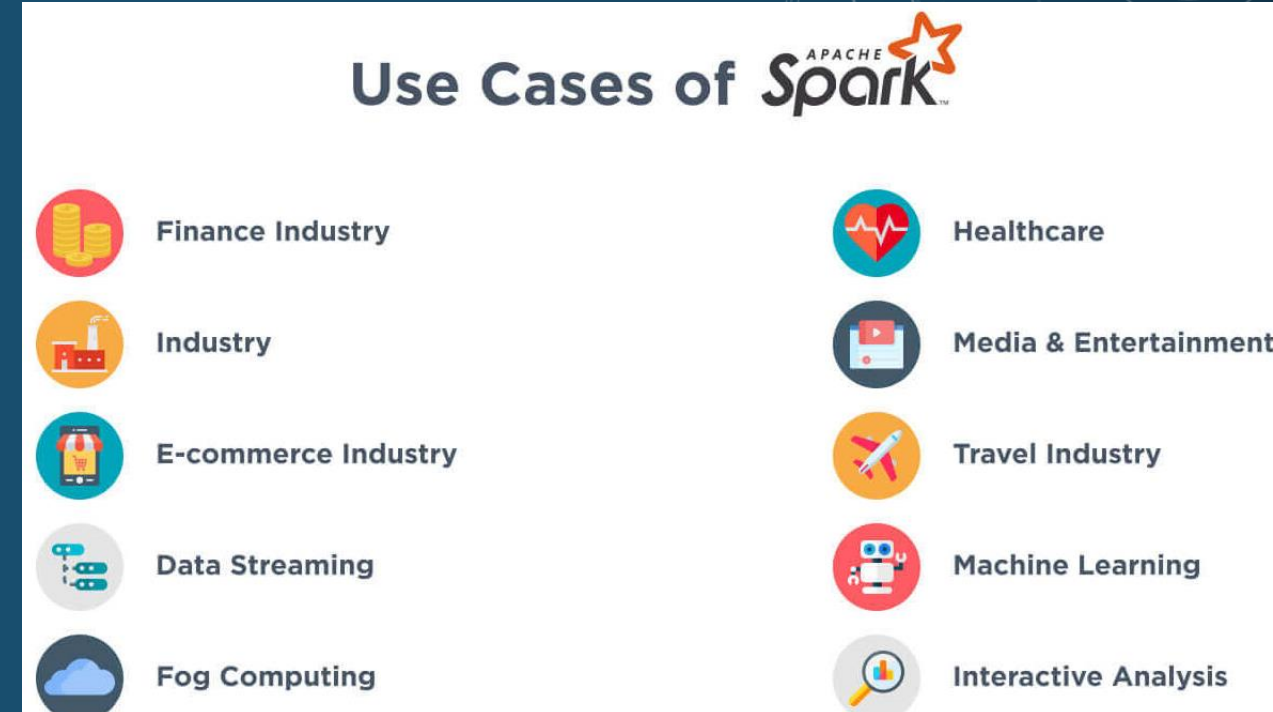 Use Cases of APACHE Spark™
Finance Industry
Industry
E-commerce Industry
Data Streaming
Fog Computing
Healthcare
Media & Entertainment
Travel Industry
Machine Learning
Interactive Analysis